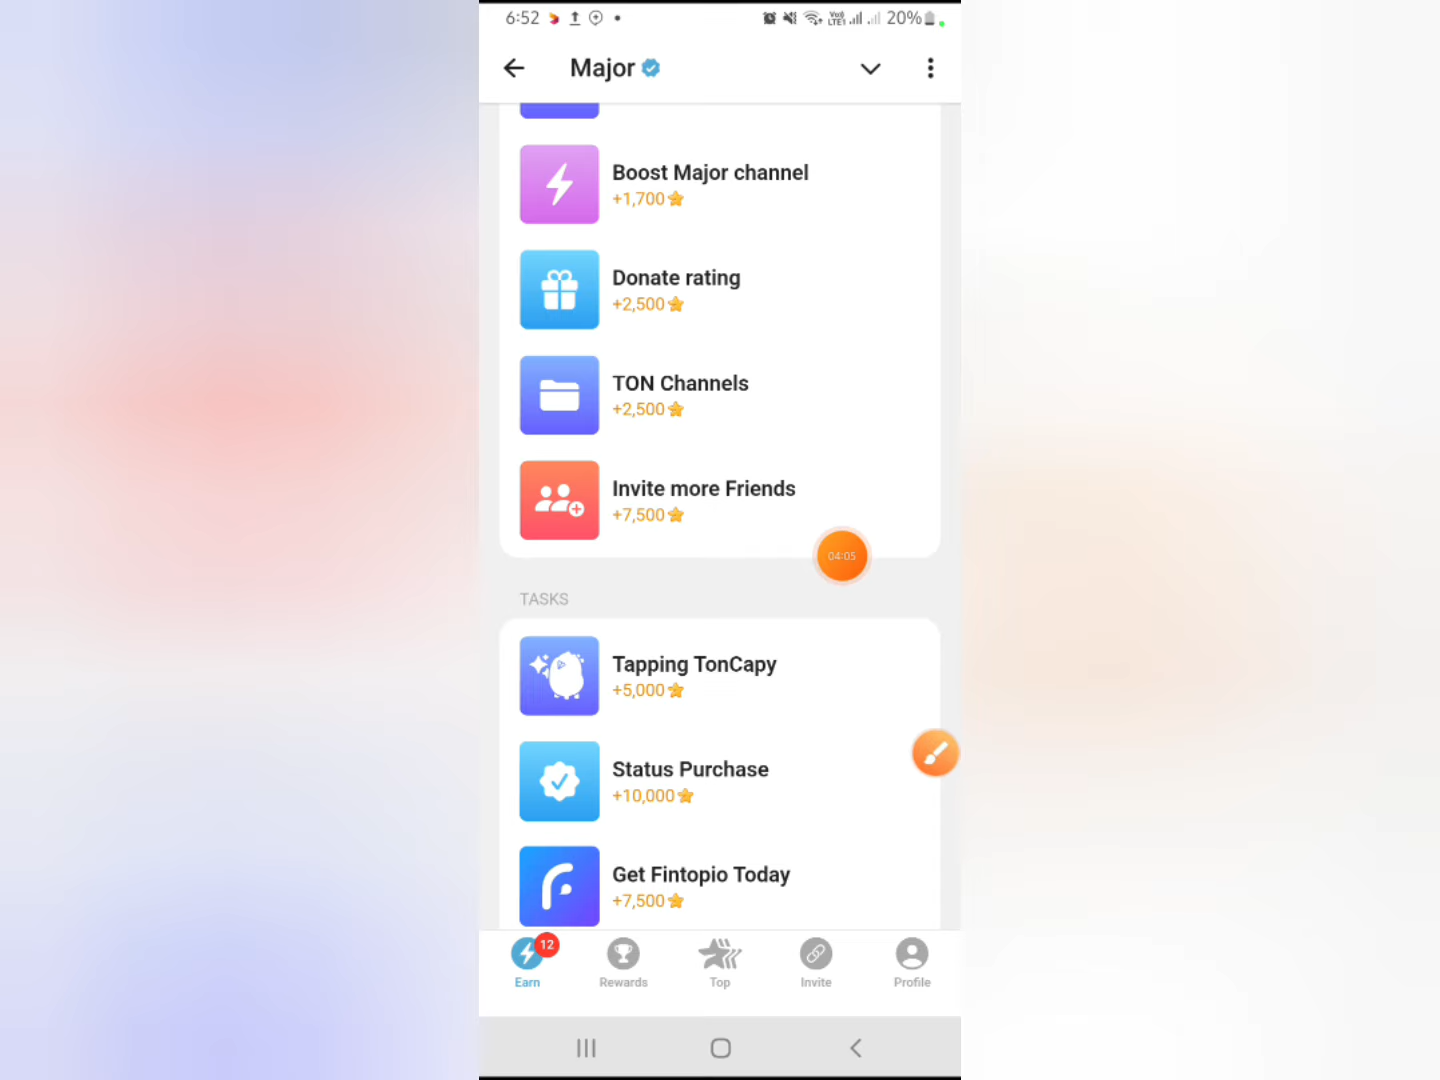 6:52
Vo) LTE1 20%
Major
Boost Major channel
+1,700
Donate rating
+2,500
TON Channels
+2,500
Invite more Friends
+7,500
04:05
TASKS
Tapping TonCapy
+5,000
Status Purchase
+10,000
Get Fintopio Today
+7,500
12
Earn
Rewards
Top
Invite
Profile